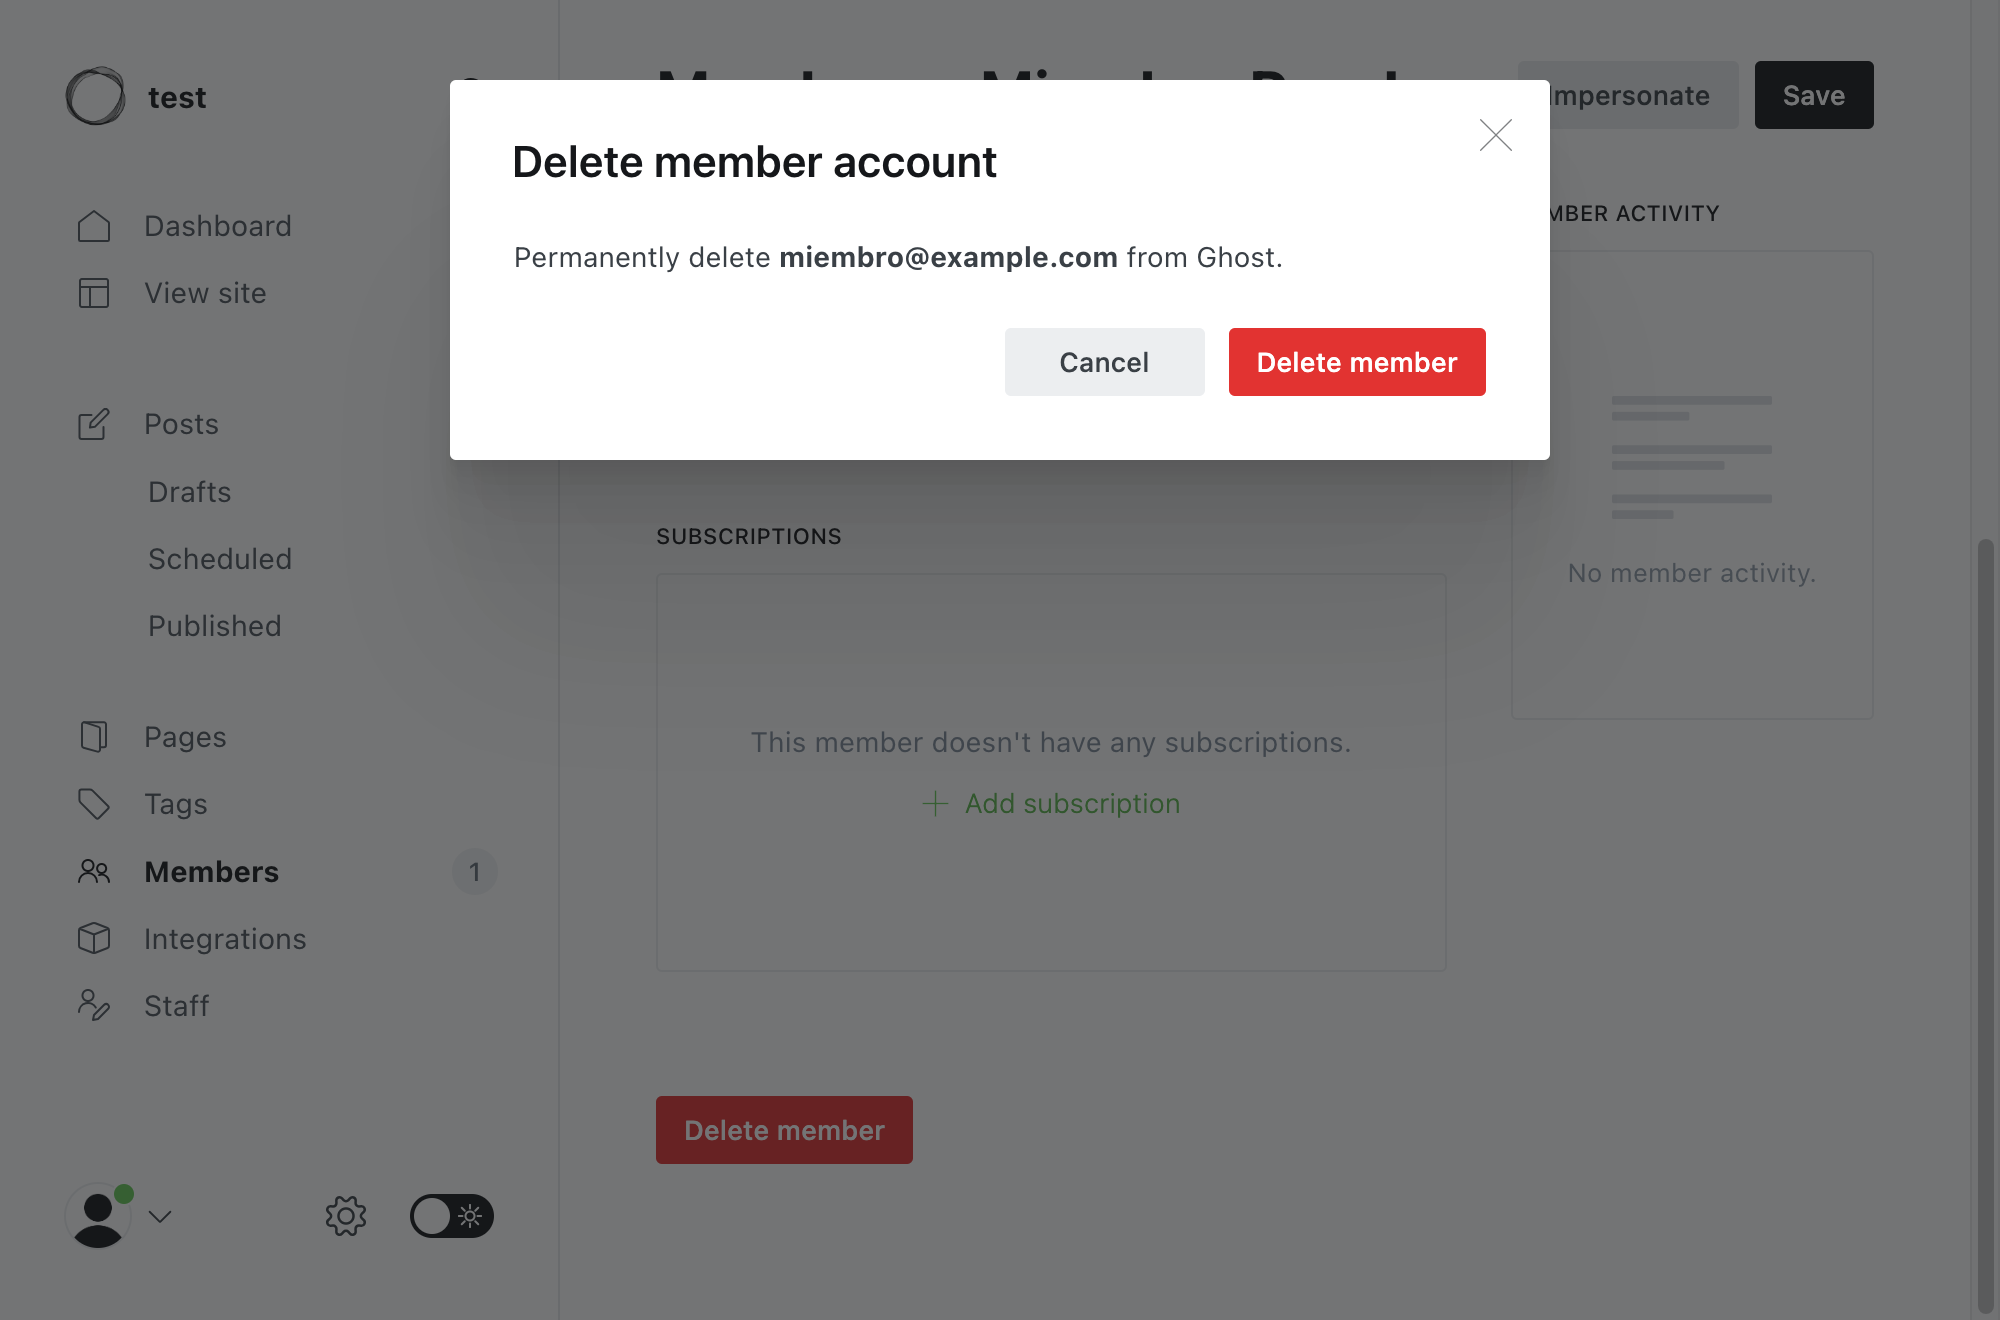 test
Impersonate
Save
Delete member account
Permanently delete miembro@example.com from Ghost.
Cancel
Delete member
Dashboard
View site
Posts
Drafts
Scheduled
Published
Pages
Tags
Members
1
Integrations
Staff
MBER ACTIVITY
No member activity.
SUBSCRIPTIONS
This member doesn't have any subscriptions.
Add subscription
Delete member